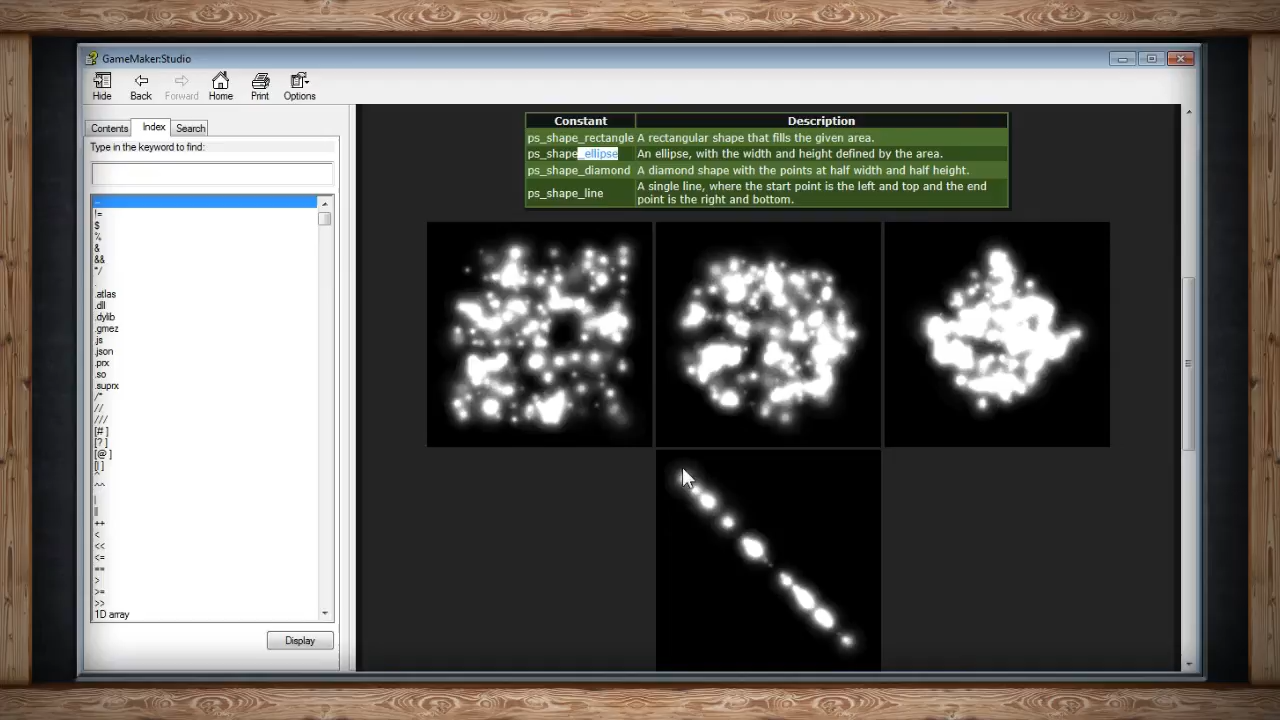 GameMaker:Studio
Hide Back Forward Home Print Options
Contents Index Search
Type in the keyword to find:
--
!=
$
%
&
&&
*/
.
.atlas
.dll
.dylib
.gmez
.js
.json
.prx
.so
.suprx
/*
//
///
[# ]
[? ]
[@ ]
[| ]
^
^^
|
||
++
<
<<
<=
==
>
>=
>>
1D array
Display
Constant Description
ps_shape_rectangle A rectangular shape that fills the given area.
ps_shape_ellipse An ellipse, with the width and height defined by the area.
ps_shape_diamond A diamond shape with the points at half width and half height.
ps_shape_line A single line, where the start point is the left and top and the end
point is the right and bottom.